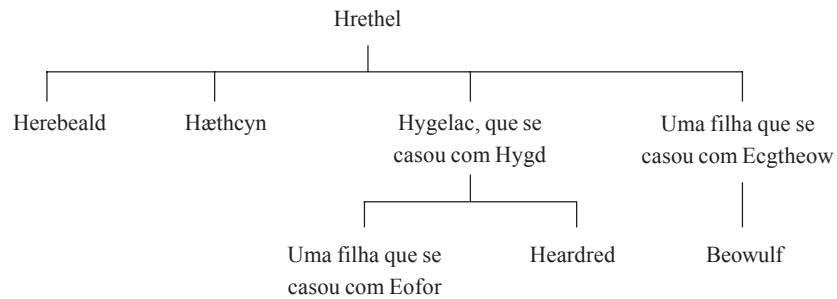 Hrethel
Herebeald
Hæthcyn
Hygelac, que se
casou com Hygd
Uma filha que se
casou com Ecgtheow
Uma filha que se
casou com Eofor
Heardred
Beowulf